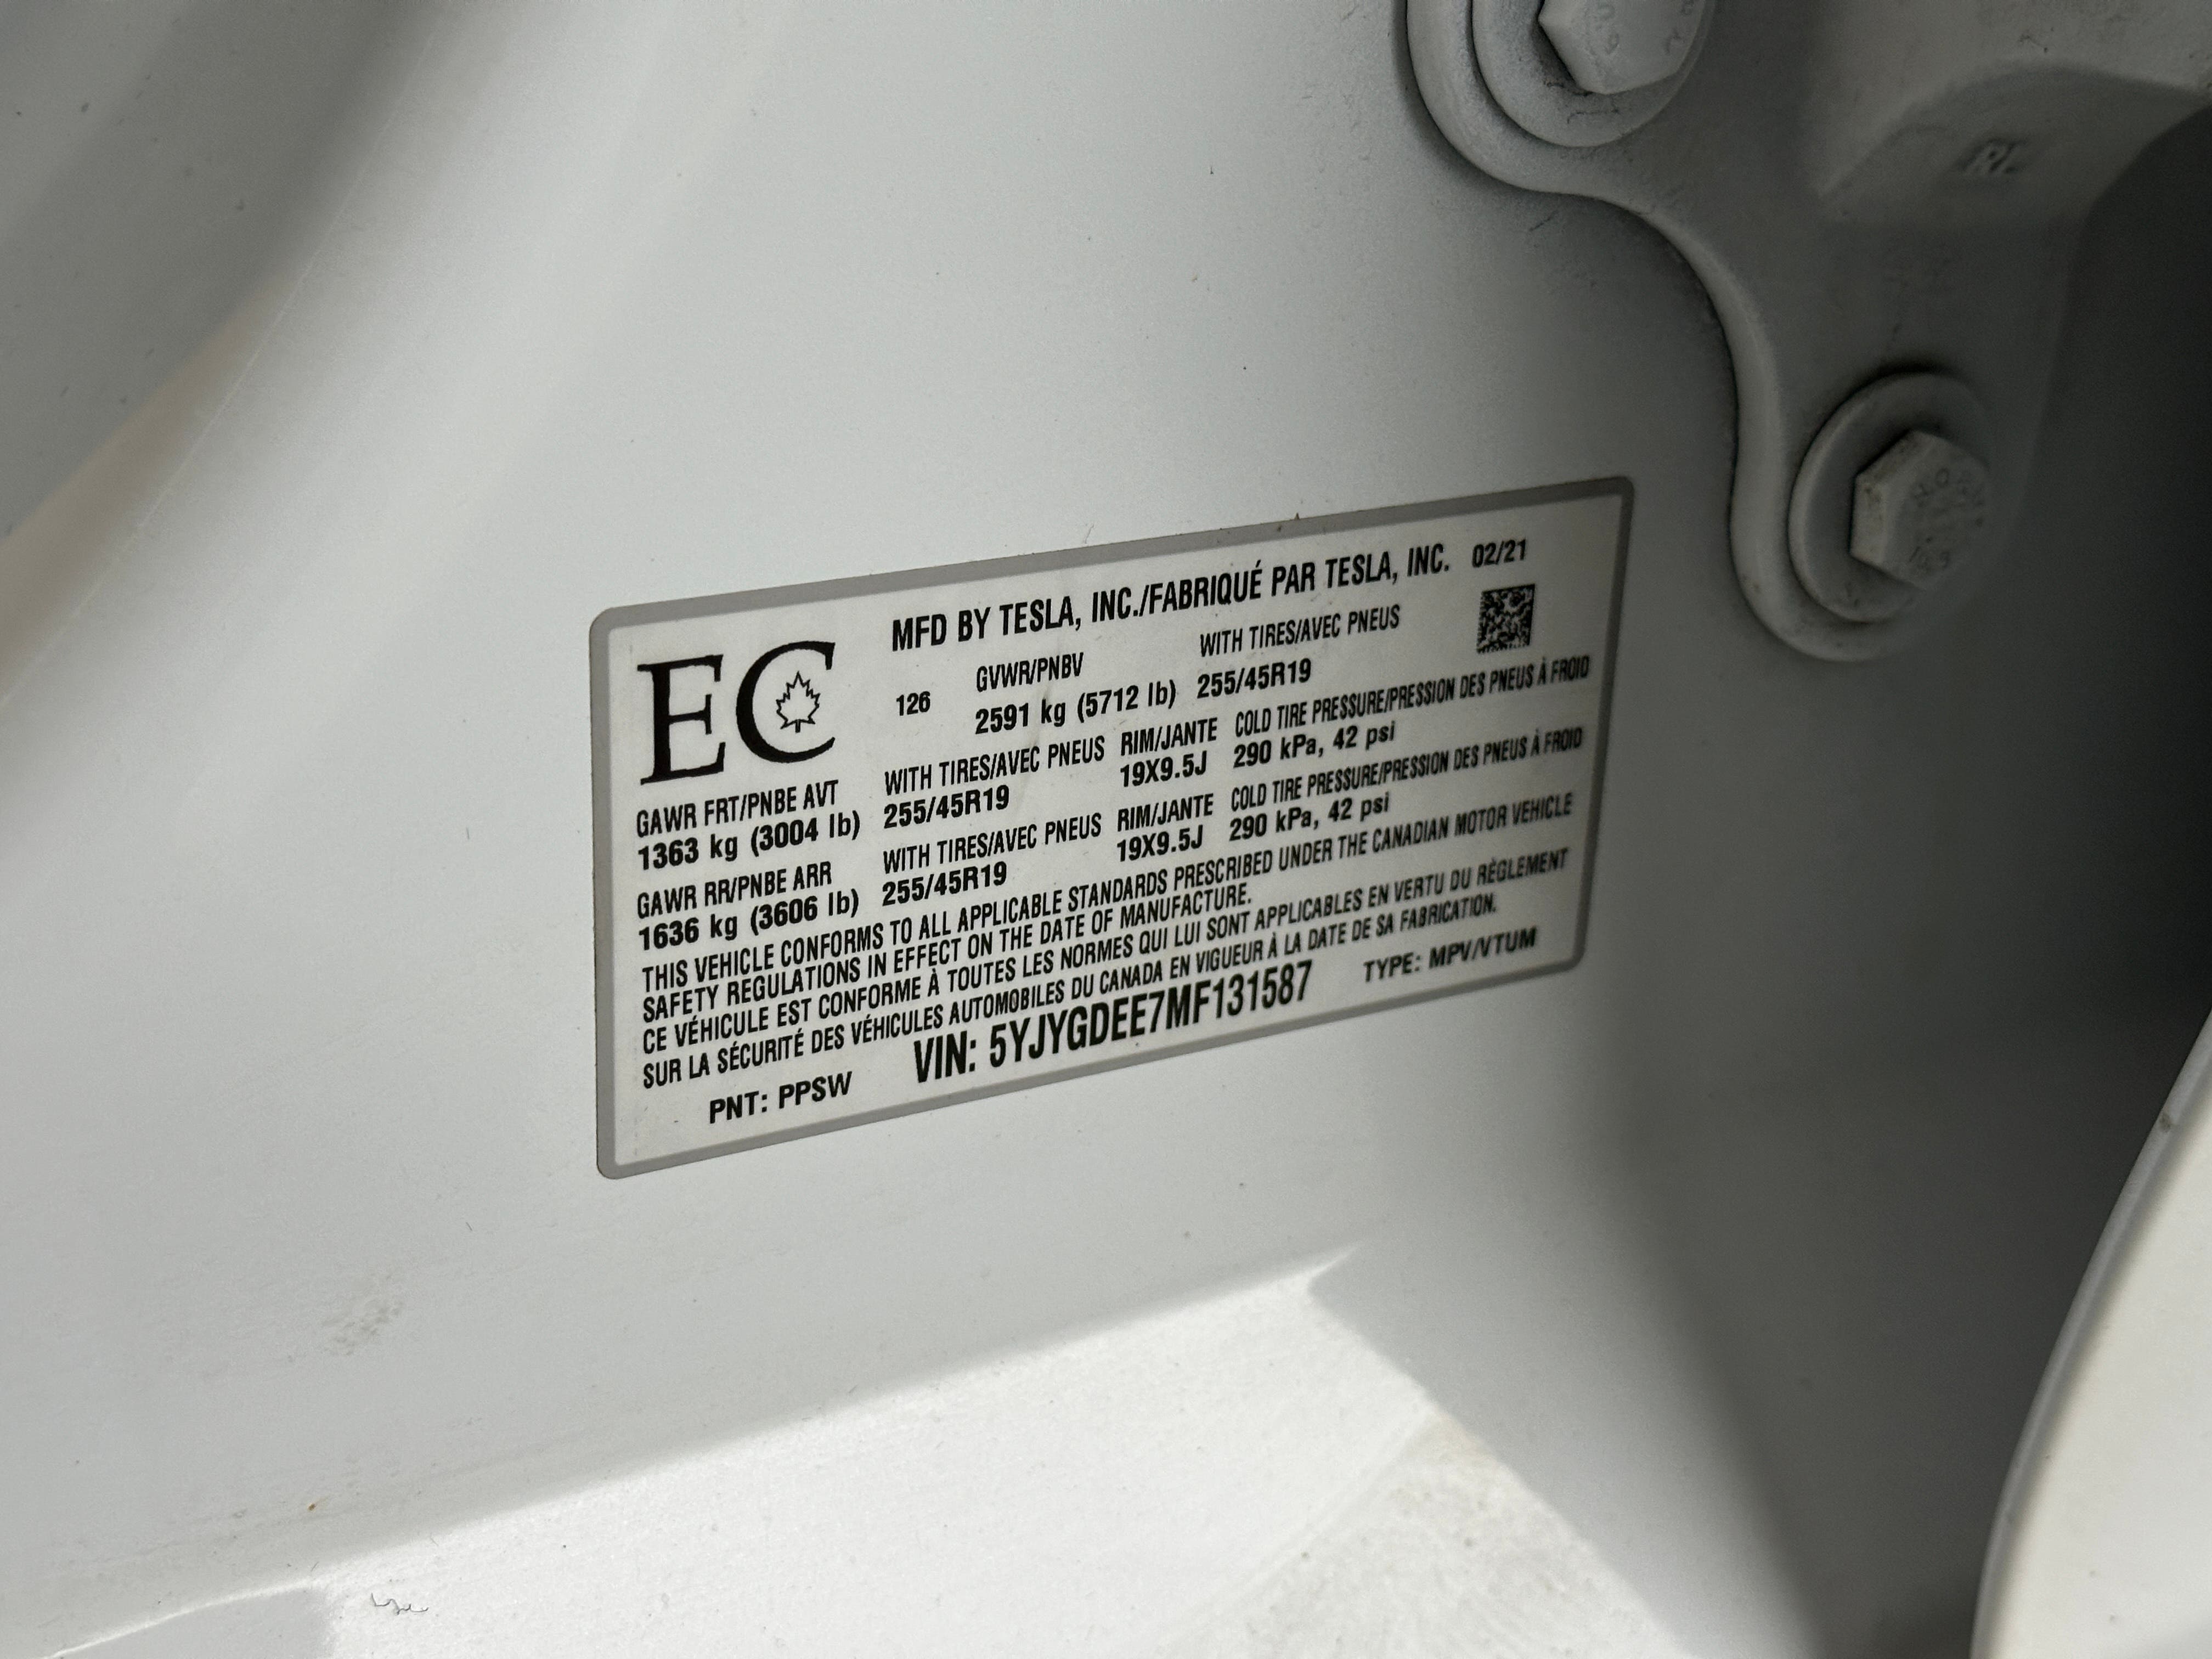 MFD BY TESLA, INC./FABRIQUÉ PAR TESLA, INC. 02/21
EC
126 GVWR/PNBV WITH TIRES/AVEC PNEUS
2591 kg (5712 lb) 255/45R19
GAWR FRT/PNBE AVT WITH TIRES/AVEC PNEUS RIM/JANTE COLD TIRE PRESSURE/PRESSION DES PNEUS À FROID
1363 kg (3004 lb) 255/45R19 19X9.5J 290 kPa, 42 psi
GAWR RR/PNBE ARR WITH TIRES/AVEC PNEUS RIM/JANTE COLD TIRE PRESSURE/PRESSION DES PNEUS À FROID
1636 kg (3606 lb) 255/45R19 19X9.5J 290 kPa, 42 psi
THIS VEHICLE CONFORMS TO ALL APPLICABLE STANDARDS PRESCRIBED UNDER THE CANADIAN MOTOR VEHICLE
SAFETY REGULATIONS IN EFFECT ON THE DATE OF MANUFACTURE.
CE VÉHICULE EST CONFORME À TOUTES LES NORMES QUI LUI SONT APPLICABLES EN VERTU DU RÈGLEMENT
SUR LA SÉCURITÉ DES VÉHICULES AUTOMOBILES DU CANADA EN VIGUEUR À LA DATE DE SA FABRICATION.
PNT: PPSW VIN: 5YJYGDEE7MF131587 TYPE: MPV/VTUM